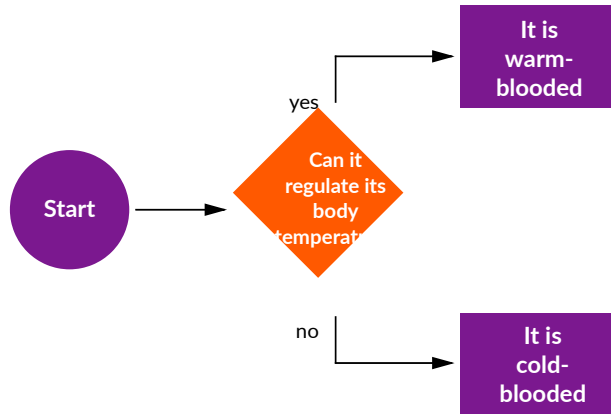 It is
warm-
blooded
yes
Can it
regulate its
body
Start
no
It is
cold-
blooded